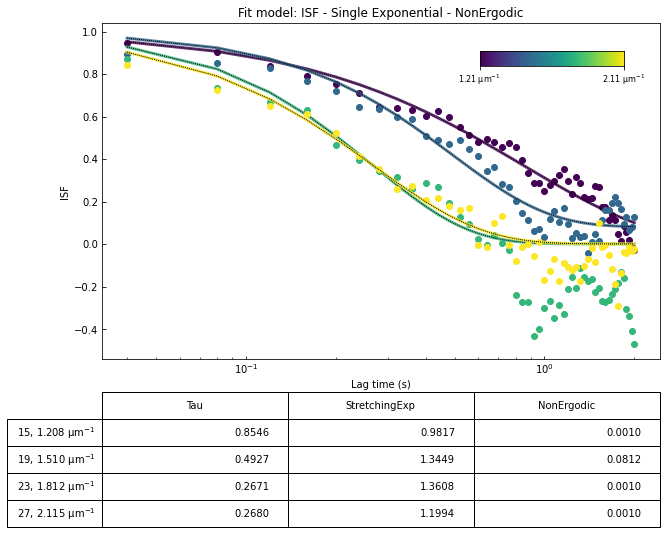 Fit model: ISF - Single Exponential - NonErgodic
1.0
0.8
0.6
0.4
0.2
0.0
−0.2
−0.4
ISF
1.21 μm⁻¹ 2.11 μm⁻¹
10⁻¹ 10⁰
Lag time (s)
Tau StretchingExp NonErgodic
15, 1.208 μm⁻¹ 0.8546 0.9817 0.0010
19, 1.510 μm⁻¹ 0.4927 1.3449 0.0812
23, 1.812 μm⁻¹ 0.2671 1.3608 0.0010
27, 2.115 μm⁻¹ 0.2680 1.1994 0.0010